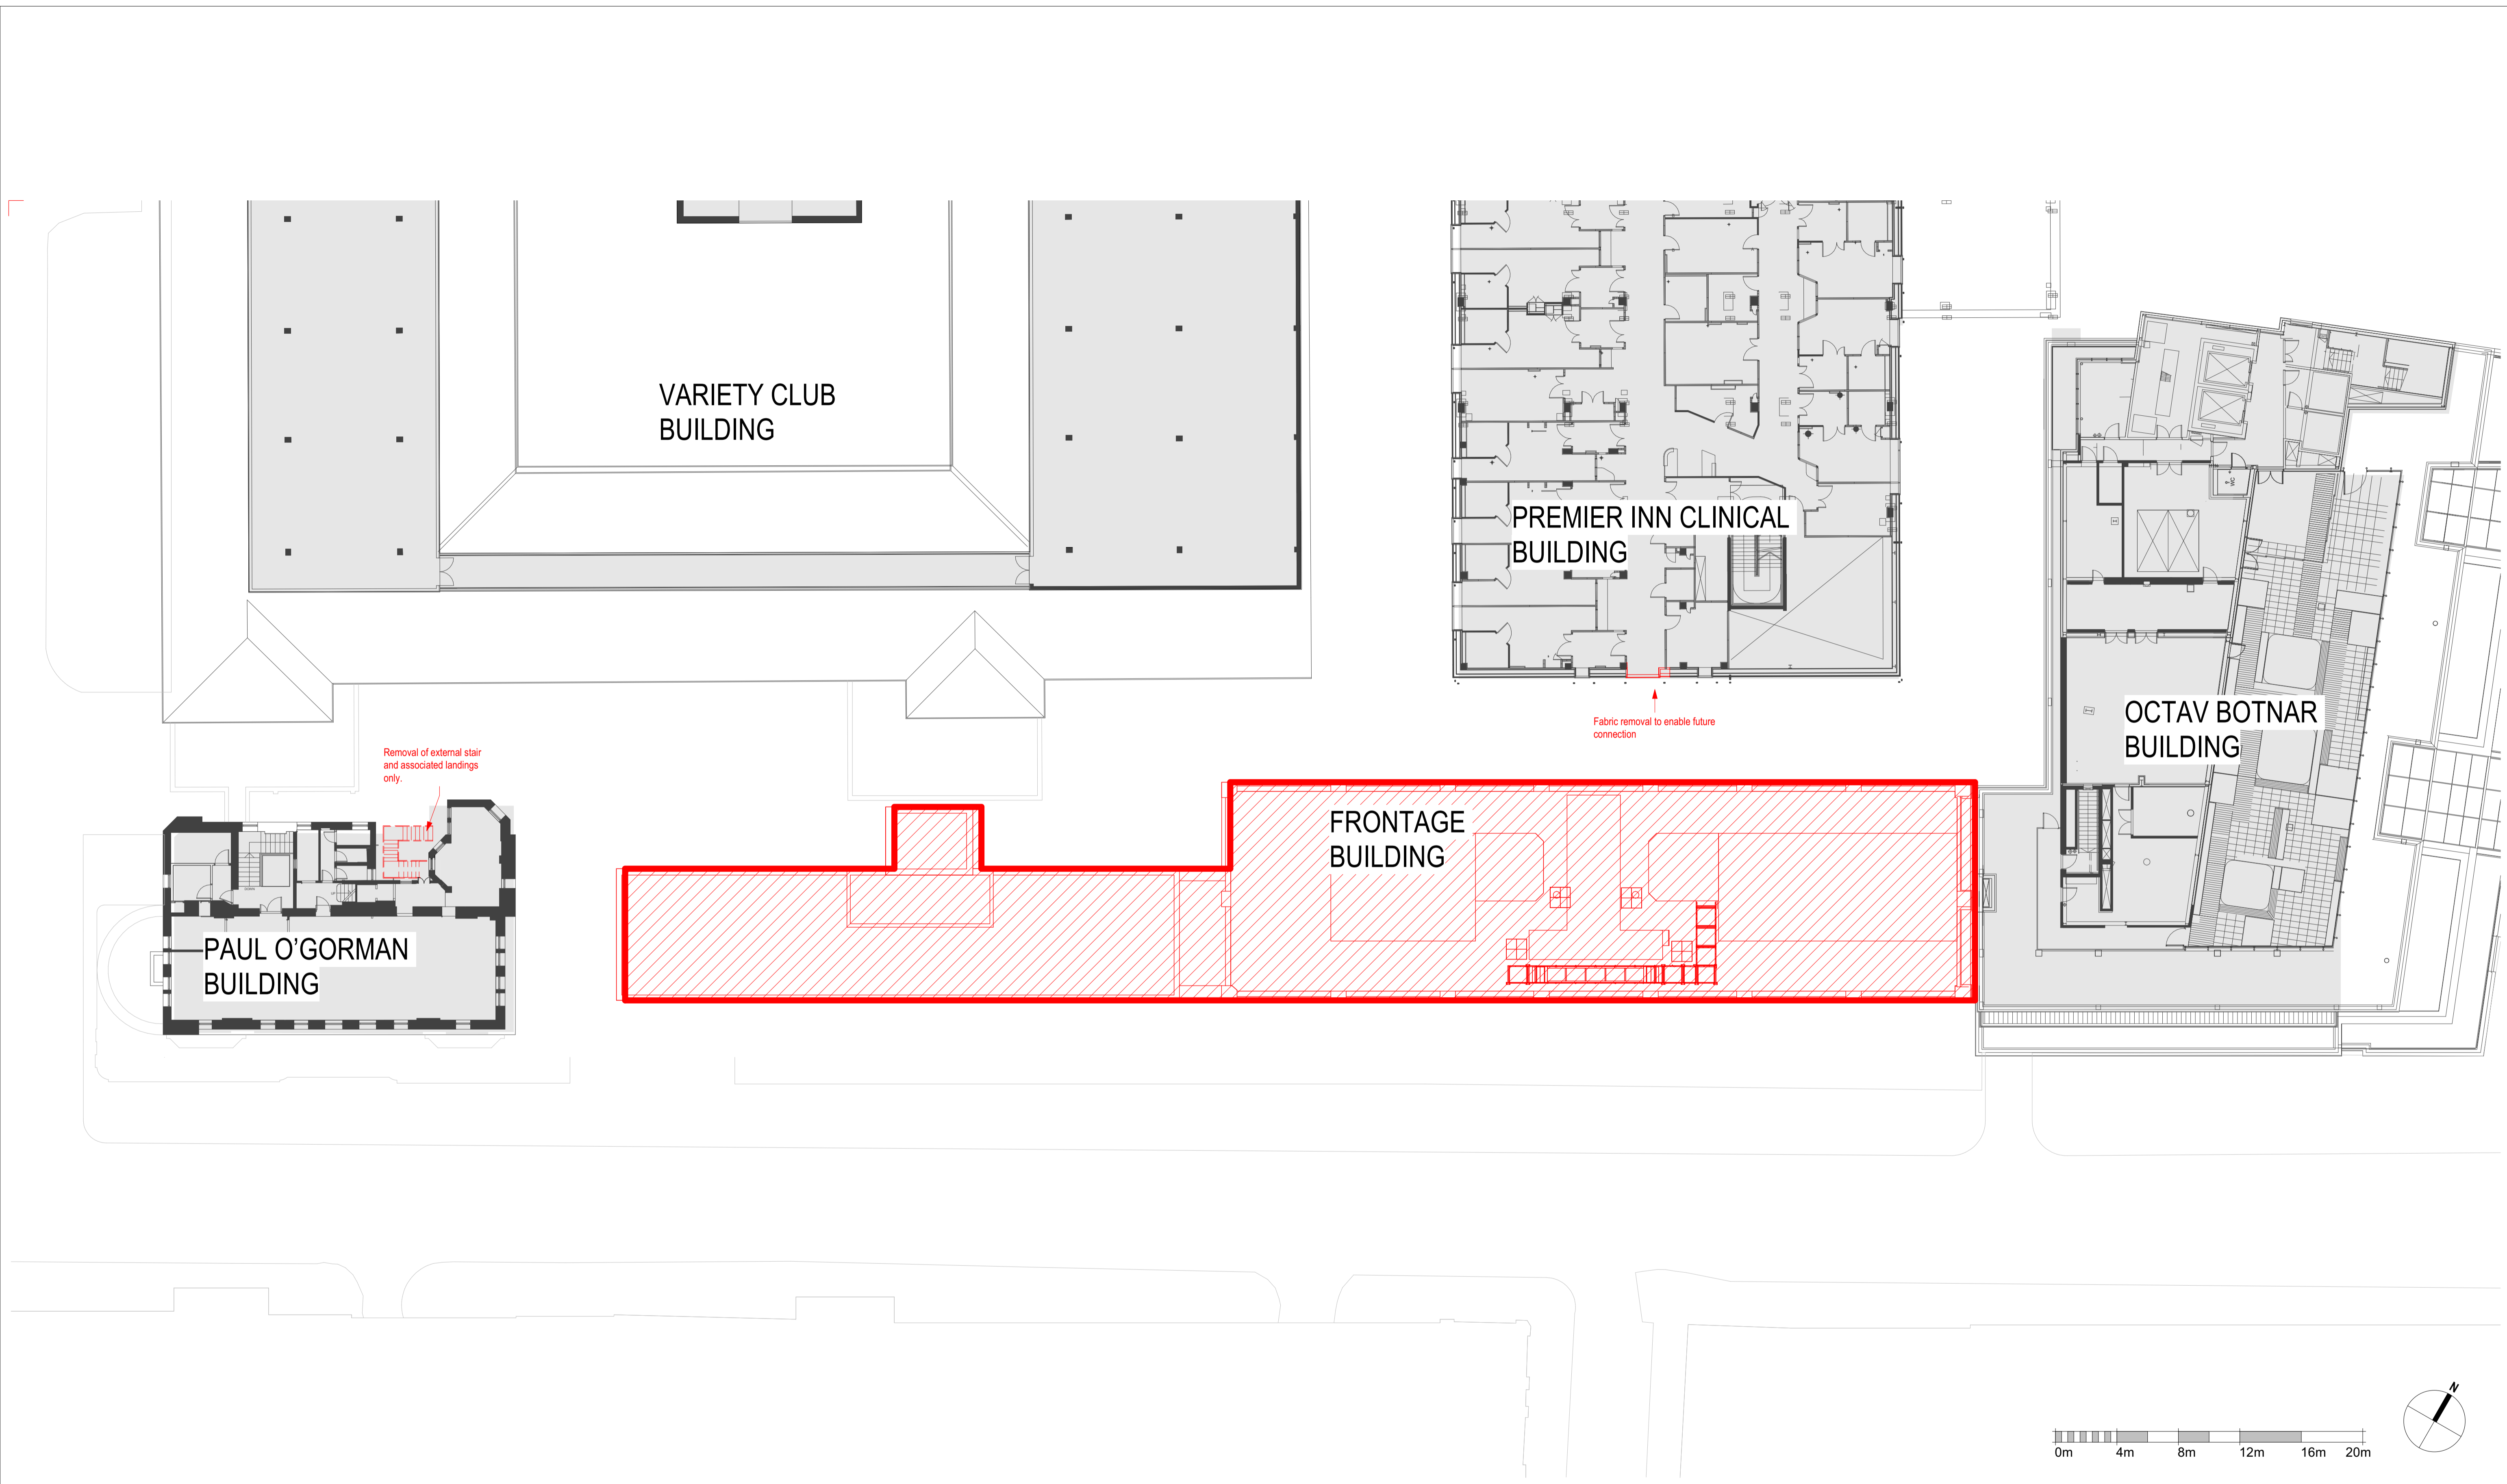 VARIETY CLUB
BUILDING
PREMIER INN CLINICAL
BUILDING
WC
OCTAV BOTNAR
BUILDING
Fabric removal to enable future
connection
Removal of external stair
and associated landings
only.
FRONTAGE
BUILDING
PAUL O’GORMAN
BUILDING
N
0m 4m 8m 12m 16m 20m